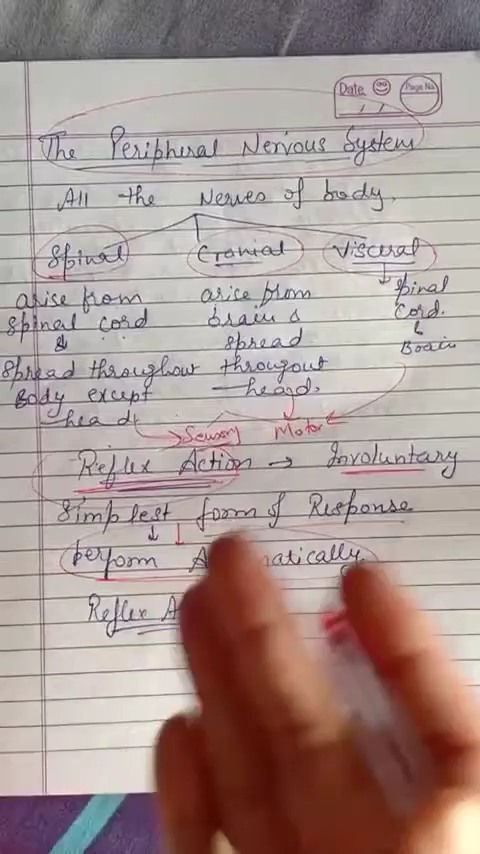 Date
Page No.
The Peripheral Nervous System
All the Nerves of body.
Spinal Cranial Visceral
arise from arise from spinal
spinal cord brain & cord.
& spread & Brain
spread throughout througout
Body except head.
head
Sensory Motor
Reflex Action → Involuntary
Simplest form of Response
perform
Reflex